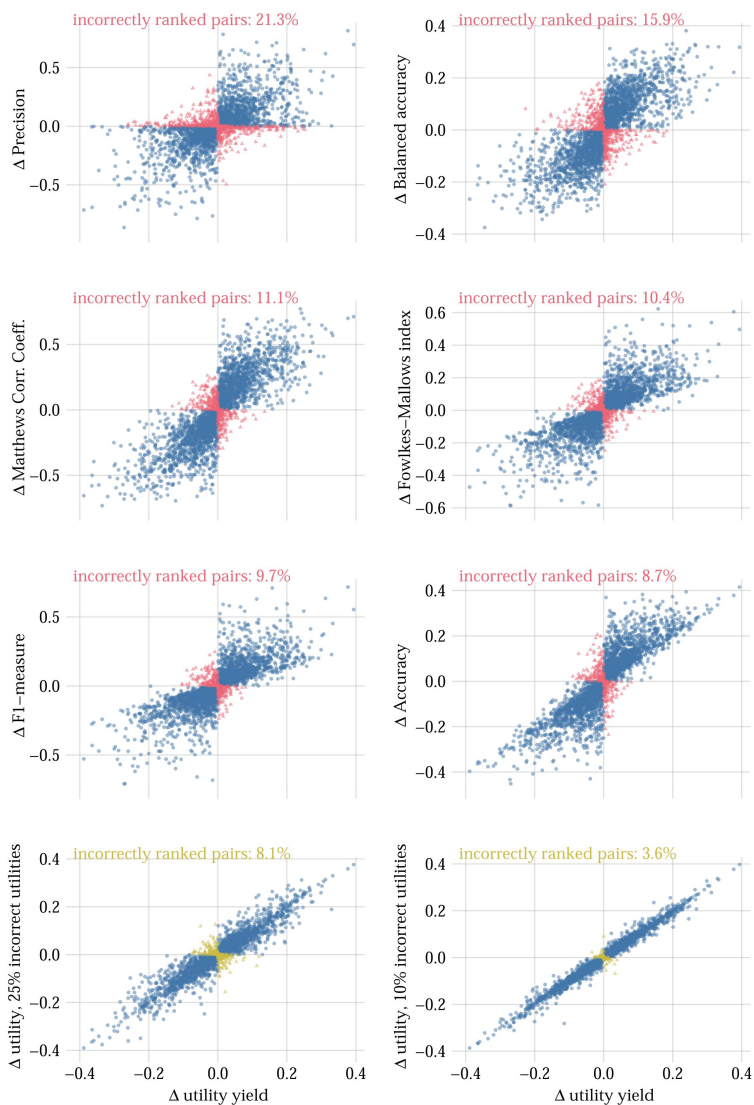 incorrectly ranked pairs: 21.3%
Δ Precision
0.5
0.0
−0.5
incorrectly ranked pairs: 15.9%
Δ Balanced accuracy
0.4
0.2
0.0
−0.2
−0.4
incorrectly ranked pairs: 11.1%
Δ Matthews Corr. Coeff.
0.5
0.0
−0.5
incorrectly ranked pairs: 10.4%
Δ Fowlkes−Mallows index
0.6
0.4
0.2
0.0
−0.2
−0.4
−0.6
incorrectly ranked pairs: 9.7%
Δ F1−measure
0.5
0.0
−0.5
incorrectly ranked pairs: 8.7%
Δ Accuracy
0.4
0.2
0.0
−0.2
−0.4
incorrectly ranked pairs: 8.1%
Δ utility, 25% incorrect utilities
0.4
0.2
0.0
−0.2
−0.4
−0.4 −0.2 0.0 0.2 0.4
Δ utility yield
incorrectly ranked pairs: 3.6%
Δ utility, 10% incorrect utilities
0.4
0.2
0.0
−0.2
−0.4
−0.4 −0.2 0.0 0.2 0.4
Δ utility yield